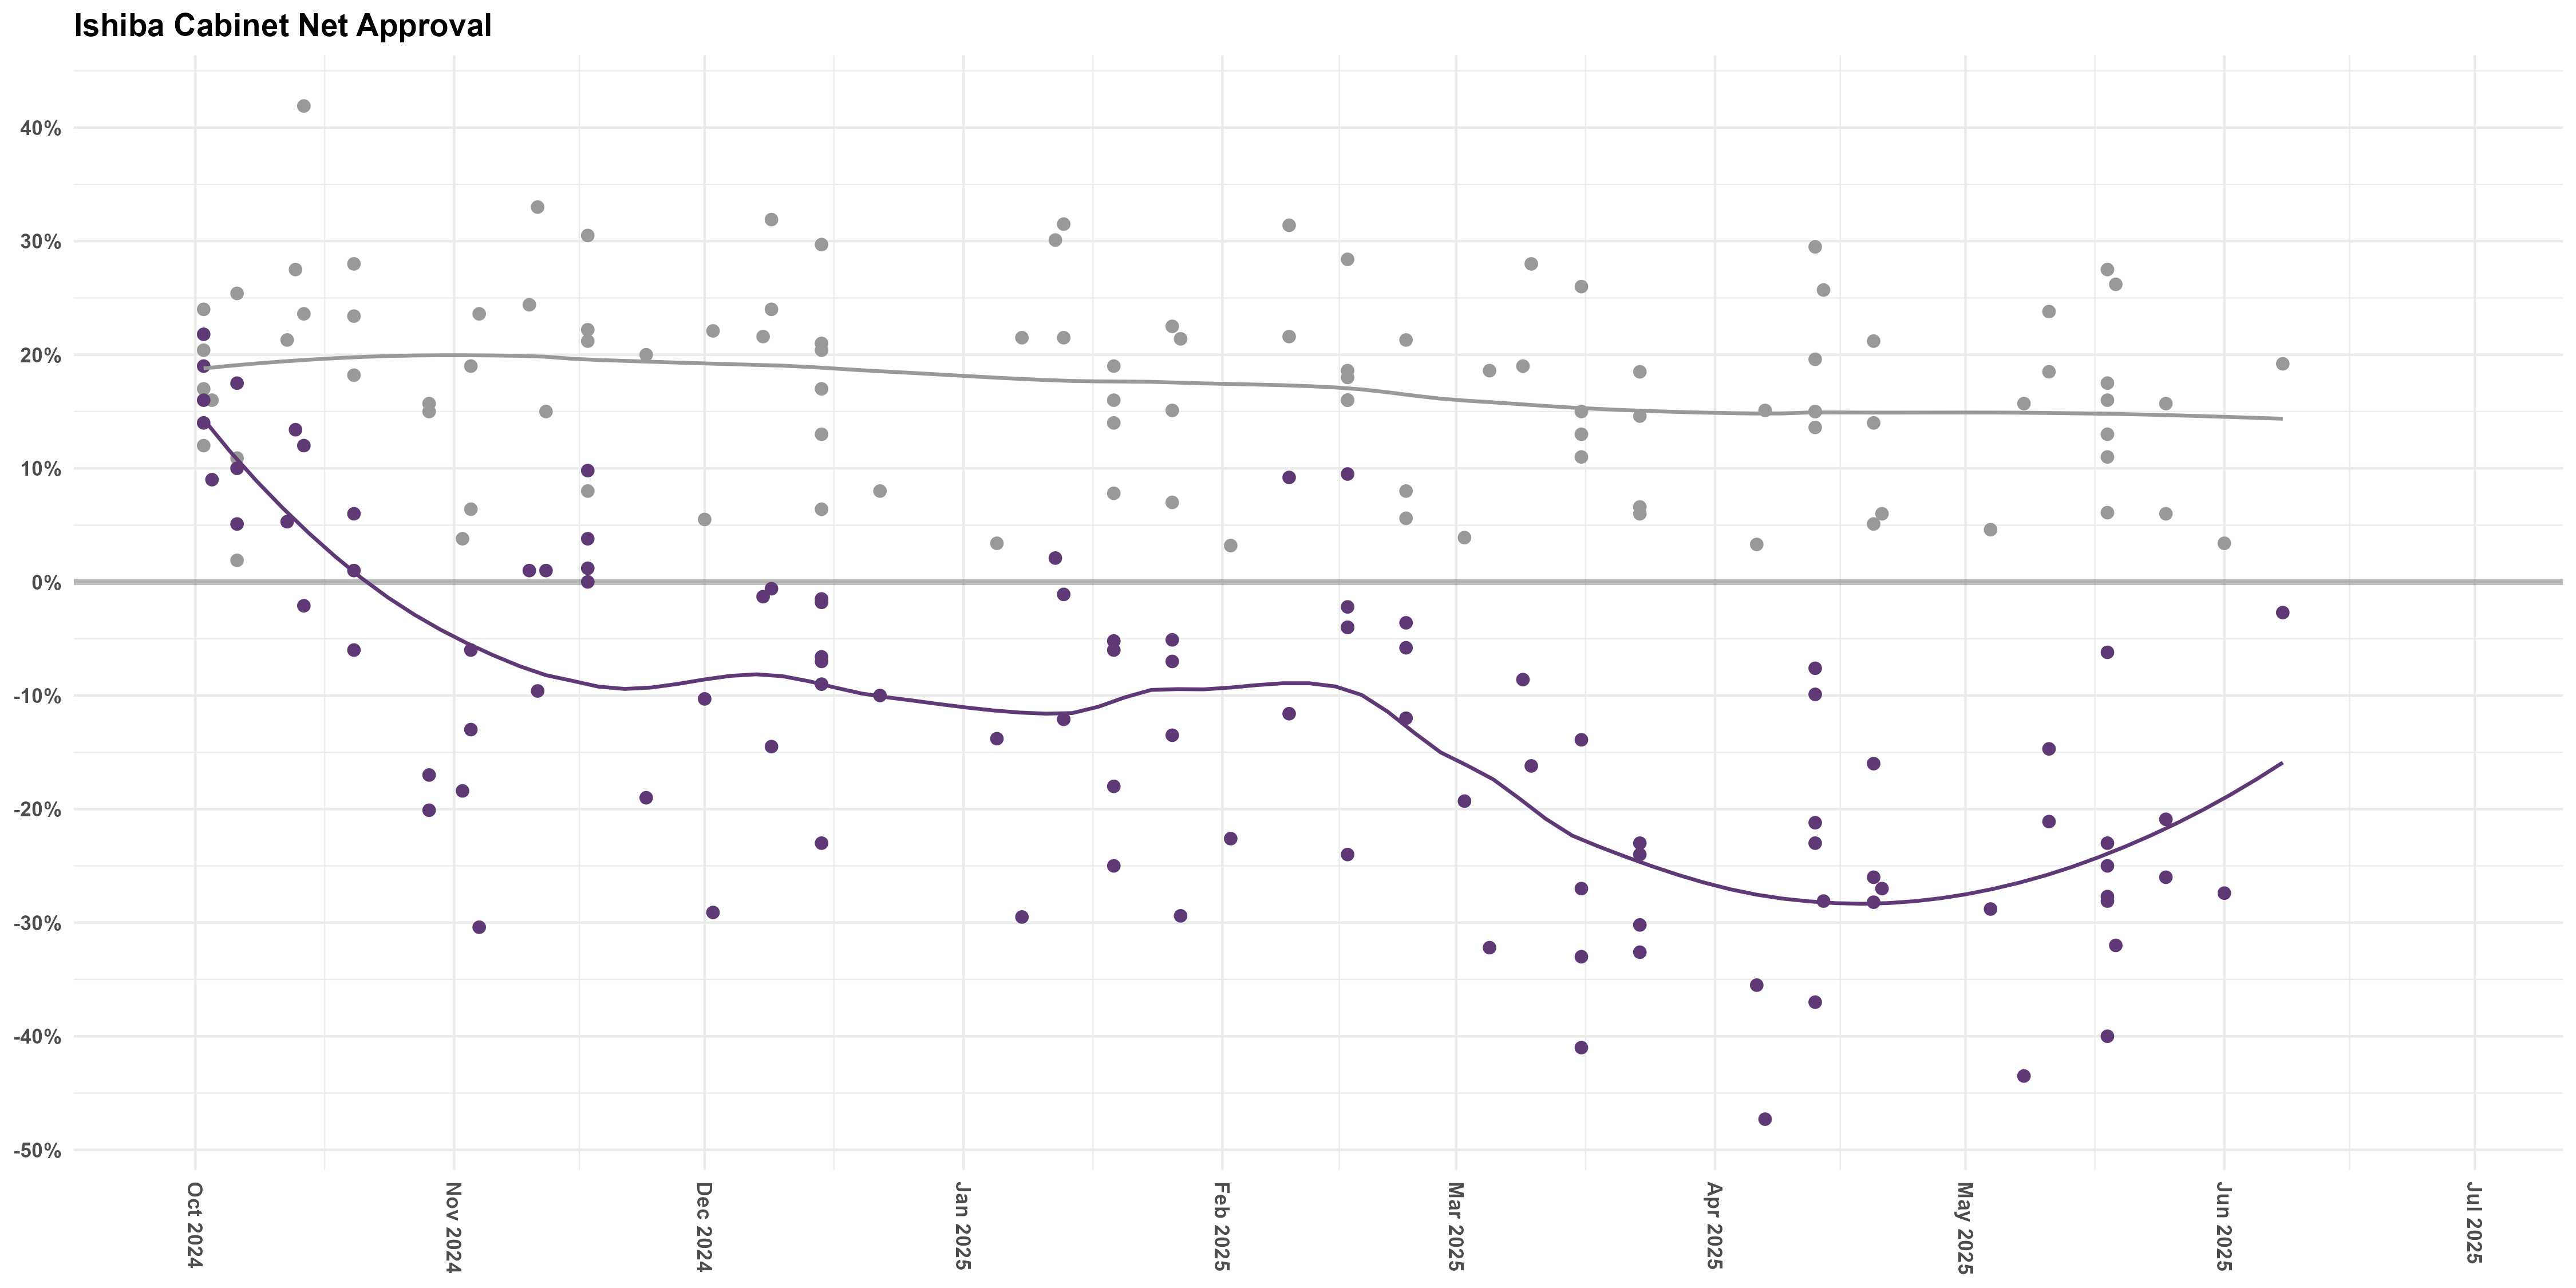 Ishiba Cabinet Net Approval
40%
30%
20%
10%
0%
-10%
-20%
-30%
-40%
-50%
Oct 2024
Nov 2024
Dec 2024
Jan 2025
Feb 2025
Mar 2025
Apr 2025
May 2025
Jun 2025
Jul 2025